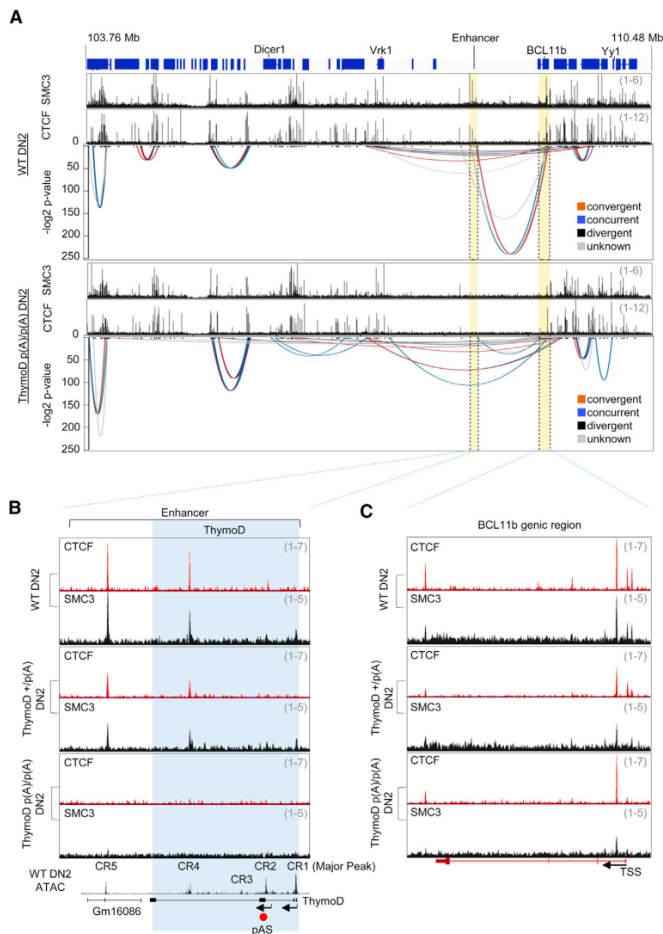 A
103.76 Mb
110.48 Mb
Dicer1
Vrk1
Enhancer
BCL11b
Yy1
WT DN2
SMC3
(1-6)
CTCF
(1-12)
-log2 p-value
0
50
100
150
200
250
convergent
concurrent
divergent
unknown
ThymoD p(A)/p(A) DN2
SMC3
(1-6)
CTCF
(1-12)
-log2 p-value
0
50
100
150
200
250
convergent
concurrent
divergent
unknown
B
Enhancer
ThymoD
WT DN2
CTCF
(1-7)
SMC3
(1-5)
ThymoD +/p(A)
DN2
CTCF
(1-7)
SMC3
(1-5)
ThymoD p(A)/p(A)
DN2
CTCF
(1-7)
SMC3
(1-5)
WT DN2
ATAC
CR5
CR4
CR3
CR2
CR1 (Major Peak)
Gm16086
ThymoD
pAS
C
BCL11b genic region
WT DN2
CTCF
(1-7)
SMC3
(1-5)
ThymoD +/p(A)
DN2
CTCF
(1-7)
SMC3
(1-5)
ThymoD p(A)/p(A)
DN2
CTCF
(1-7)
SMC3
(1-5)
TSS